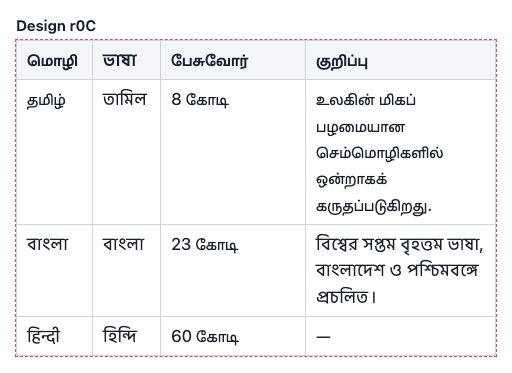 Design r0C
மொழி ভাষা பேசுவோர் குறிப்பு
தமிழ் তামিল 8 கோடி உலகின் மிகப்
பழமையான
செம்மொழிகளில்
ஒன்றாகக்
கருதப்படுகிறது.
বাংলা বাংলা 23 கோடி বিশ্বের সপ্তম বৃহত্তম ভাষা,
বাংলাদেশ ও পশ্চিমবঙ্গে
প্রচলিত।
हिन्दी হিন্দি 60 கோடி —